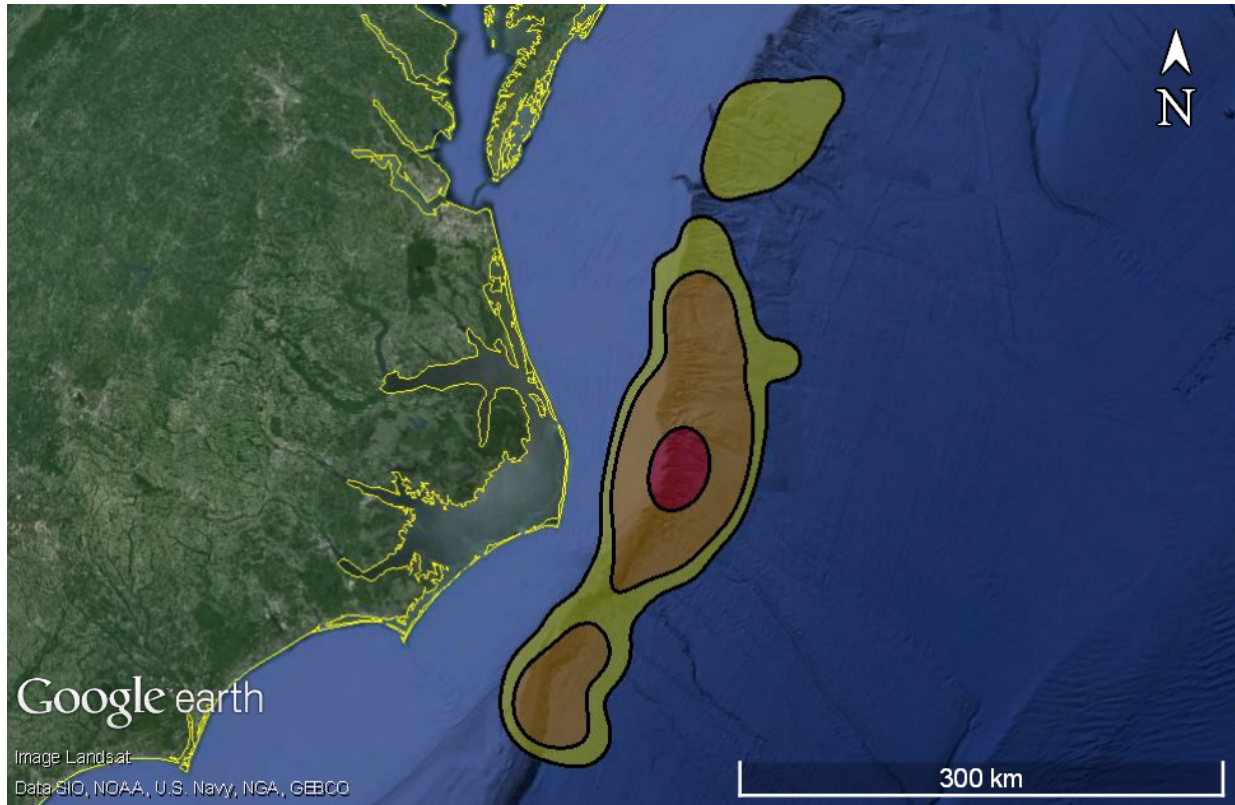 N
Google earth
Image Landsat
Data SIO, NOAA, U.S. Navy, NGA, GEBCO
300 km